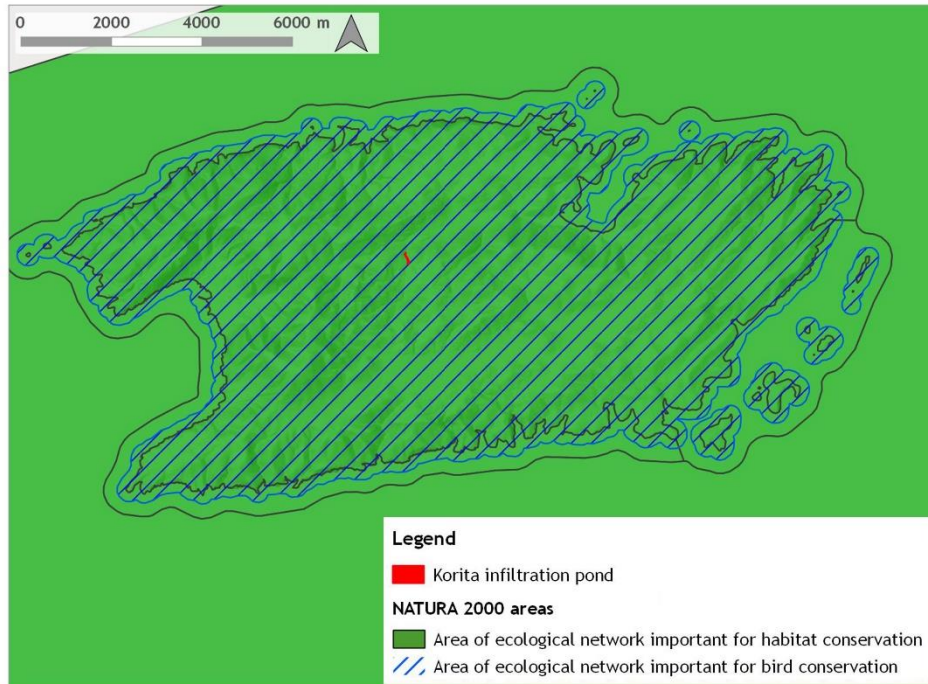 0 2000 4000 6000 m
Legend
Korita infiltration pond
NATURA 2000 areas
Area of ecological network important for habitat conservation
Area of ecological network important for bird conservation